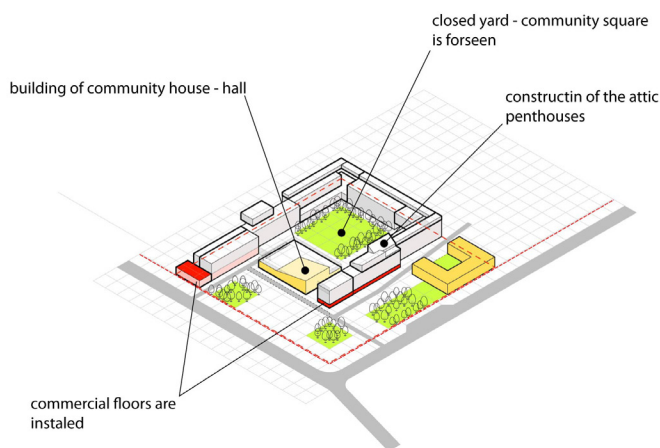 closed yard - community square
is forseen
building of community house - hall
constructin of the attic
penthouses
commercial floors are
instaled